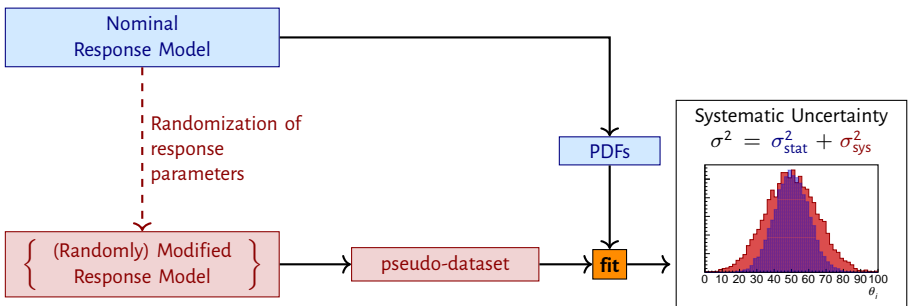 Nominal
Response Model
Randomization of
response
parameters
PDFs
{ (Randomly) Modified
Response Model }
pseudo-dataset
fit
Systematic Uncertainty
σ² = σ²stat + σ²sys
0 10 20 30 40 50 60 70 80 90 100
θi